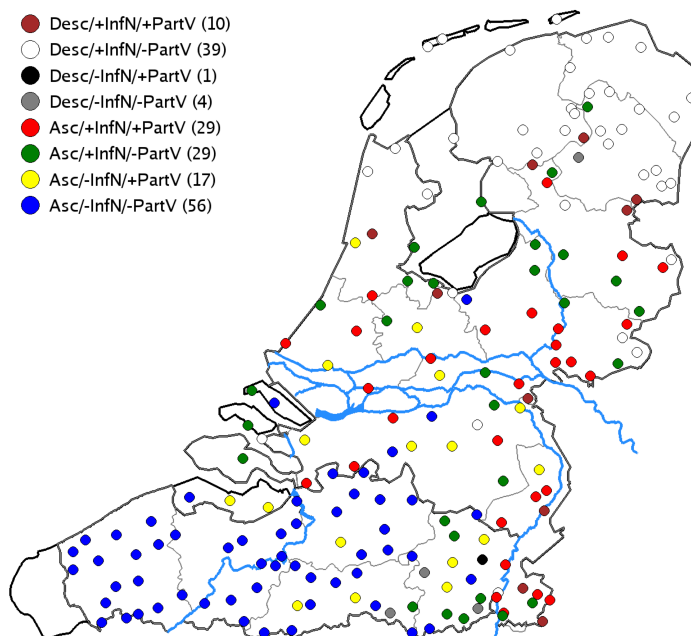 Desc/+InfN/+PartV (10)
Desc/+InfN/-PartV (39)
Desc/-InfN/+PartV (1)
Desc/-InfN/-PartV (4)
Asc/+InfN/+PartV (29)
Asc/+InfN/-PartV (29)
Asc/-InfN/+PartV (17)
Asc/-InfN/-PartV (56)